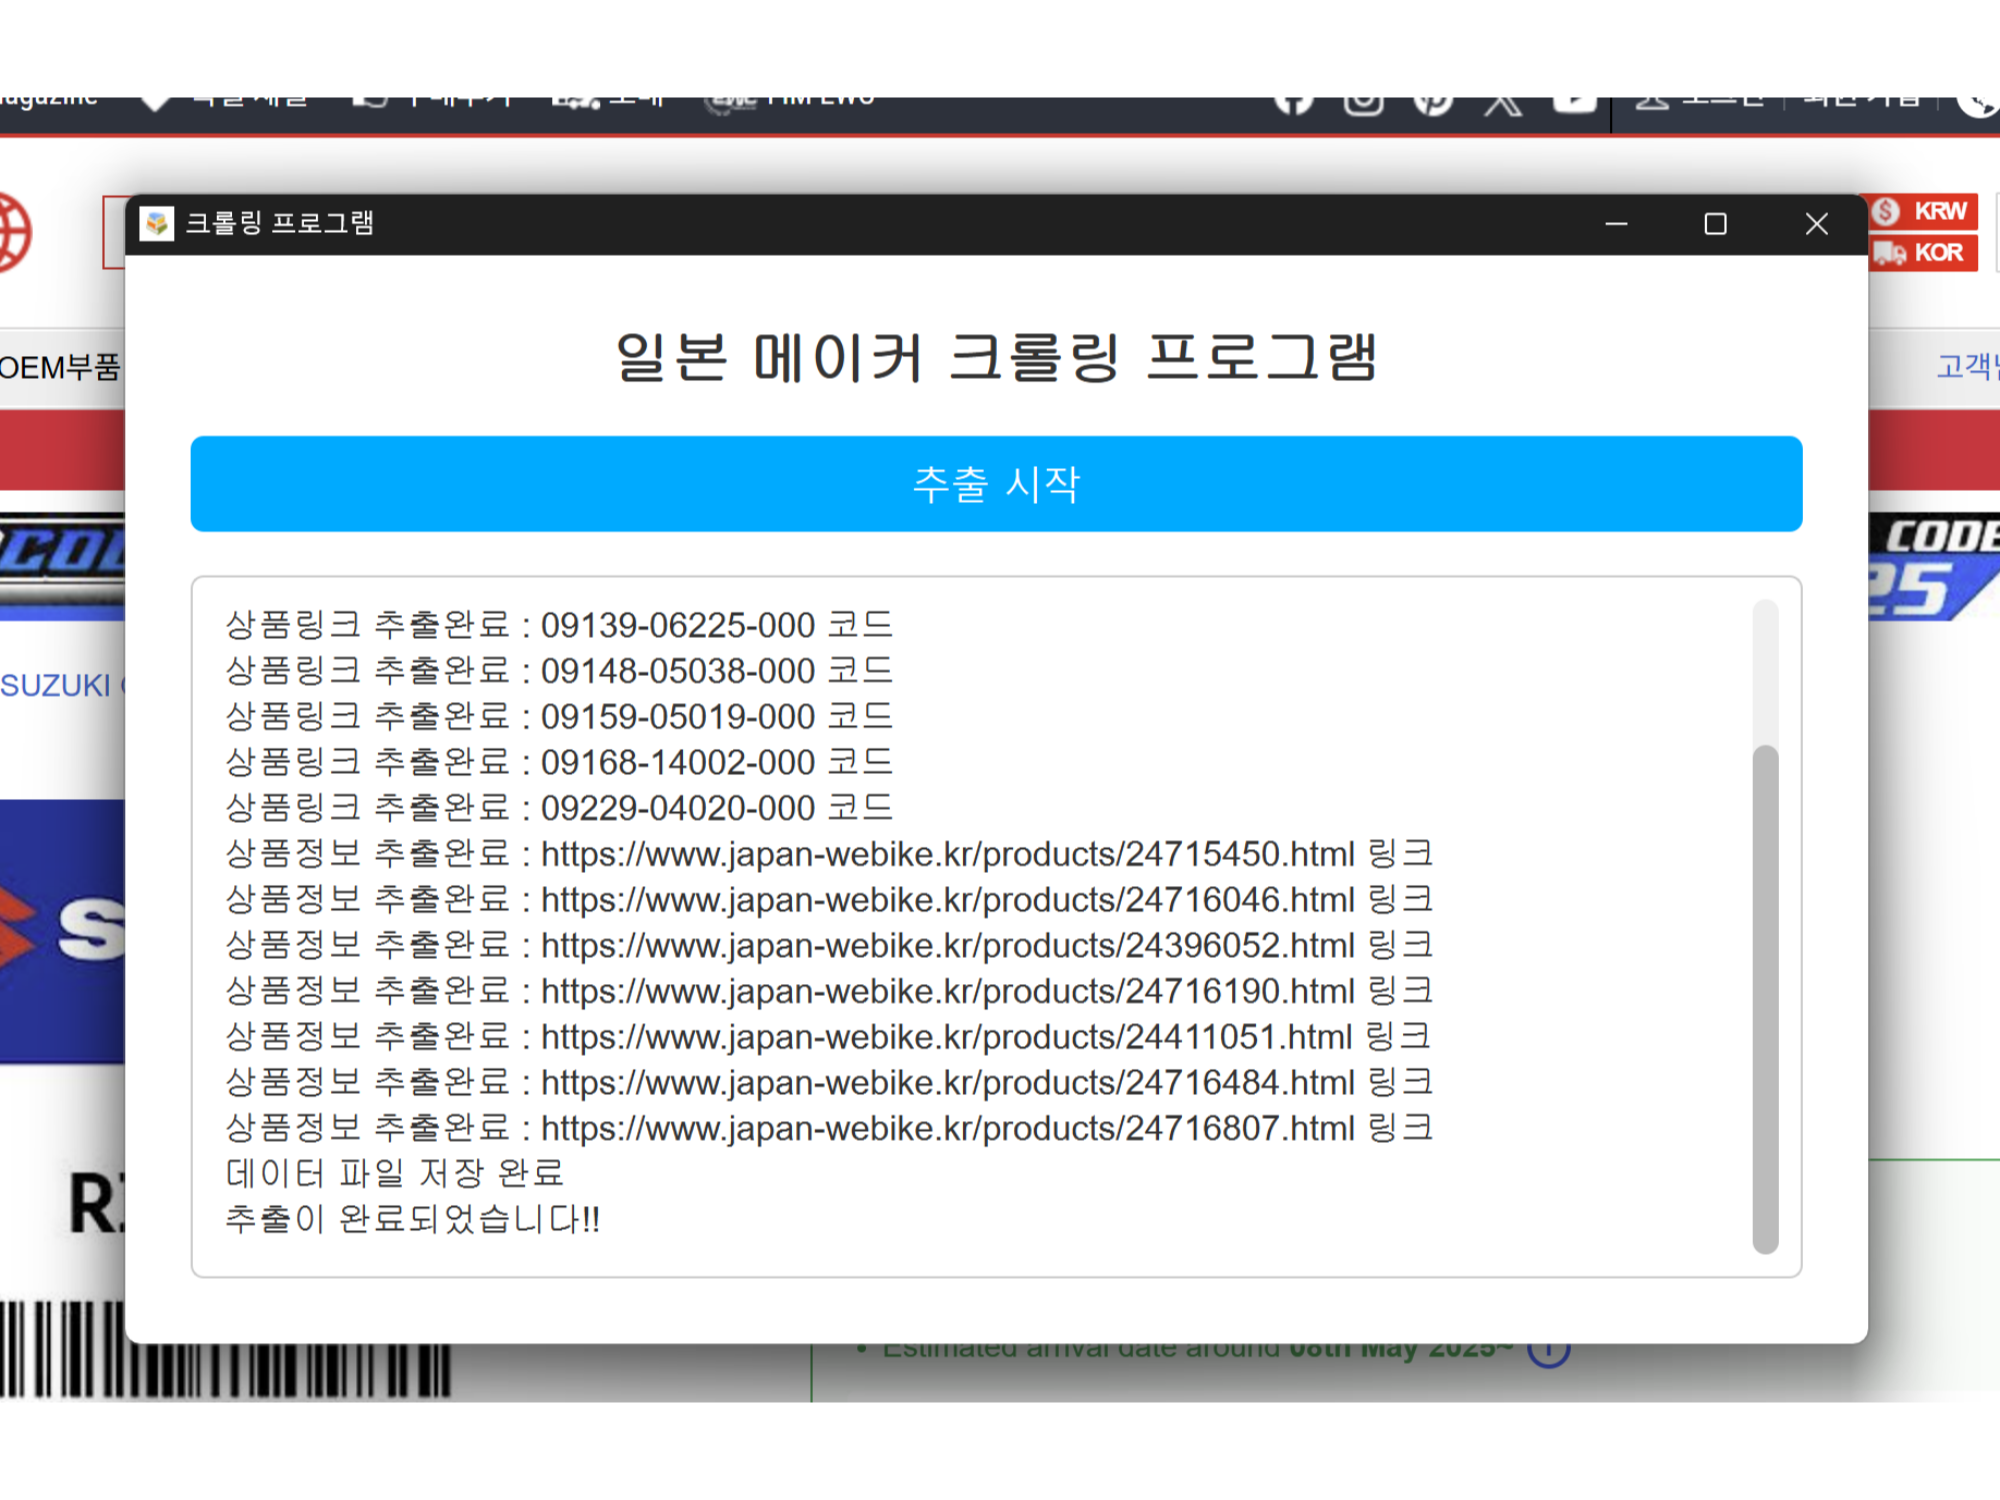 크롤링 프로그램
KRW
KOR
일본 메이커 크롤링 프로그램
OEM부품
추출 시작
CODE
25
상품링크 추출완료 : 09139-06225-000 코드
상품링크 추출완료 : 09148-05038-000 코드
SUZUKI
상품링크 추출완료 : 09159-05019-000 코드
상품링크 추출완료 : 09168-14002-000 코드
상품링크 추출완료 : 09229-04020-000 코드
상품정보 추출완료 : https://www.japan-webike.kr/products/24715450.html 링크
상품정보 추출완료 : https://www.japan-webike.kr/products/24716046.html 링크
상품정보 추출완료 : https://www.japan-webike.kr/products/24396052.html 링크
상품정보 추출완료 : https://www.japan-webike.kr/products/24716190.html 링크
상품정보 추출완료 : https://www.japan-webike.kr/products/24411051.html 링크
상품정보 추출완료 : https://www.japan-webike.kr/products/24716484.html 링크
상품정보 추출완료 : https://www.japan-webike.kr/products/24716807.html 링크
데이터 파일 저장 완료
추출이 완료되었습니다!!
Estimated arrival date around 08th May 2025~